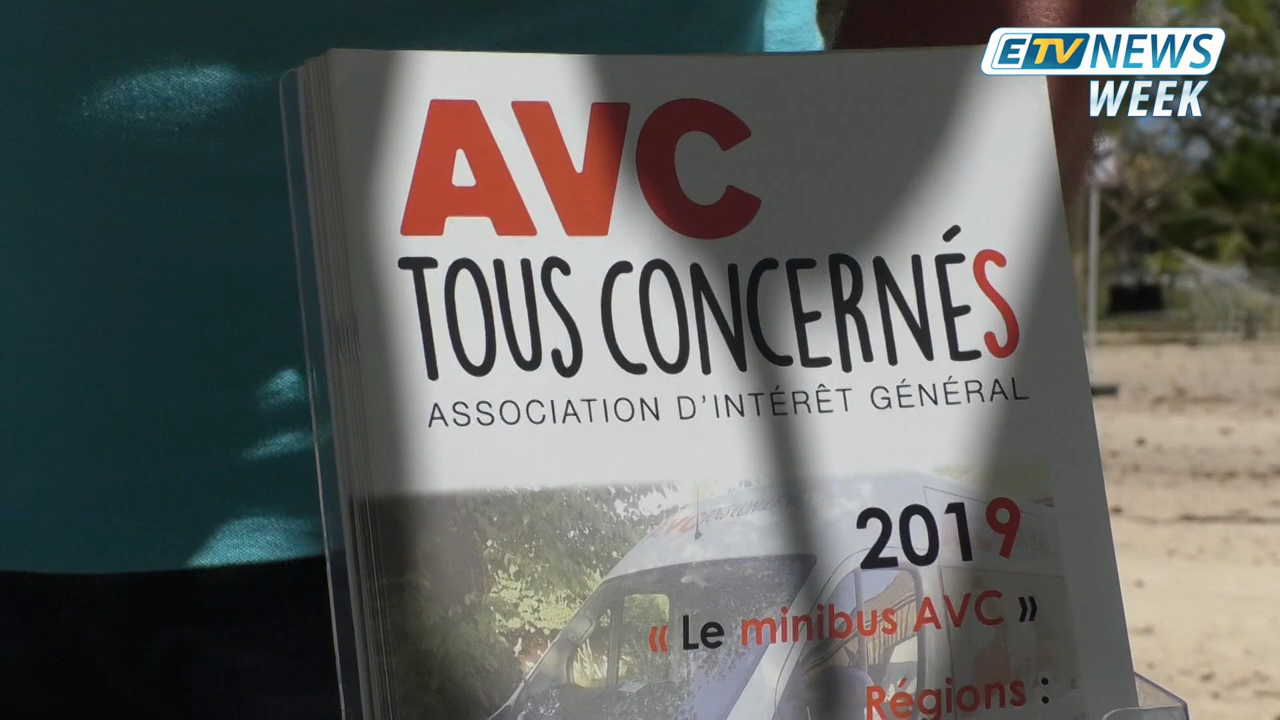 ETV NEWS
WEEK
AVC
TOUS CONCERNÉS
ASSOCIATION D'INTÉRÊT GÉNÉRAL
2019
« Le minibus AVC »
Régions :